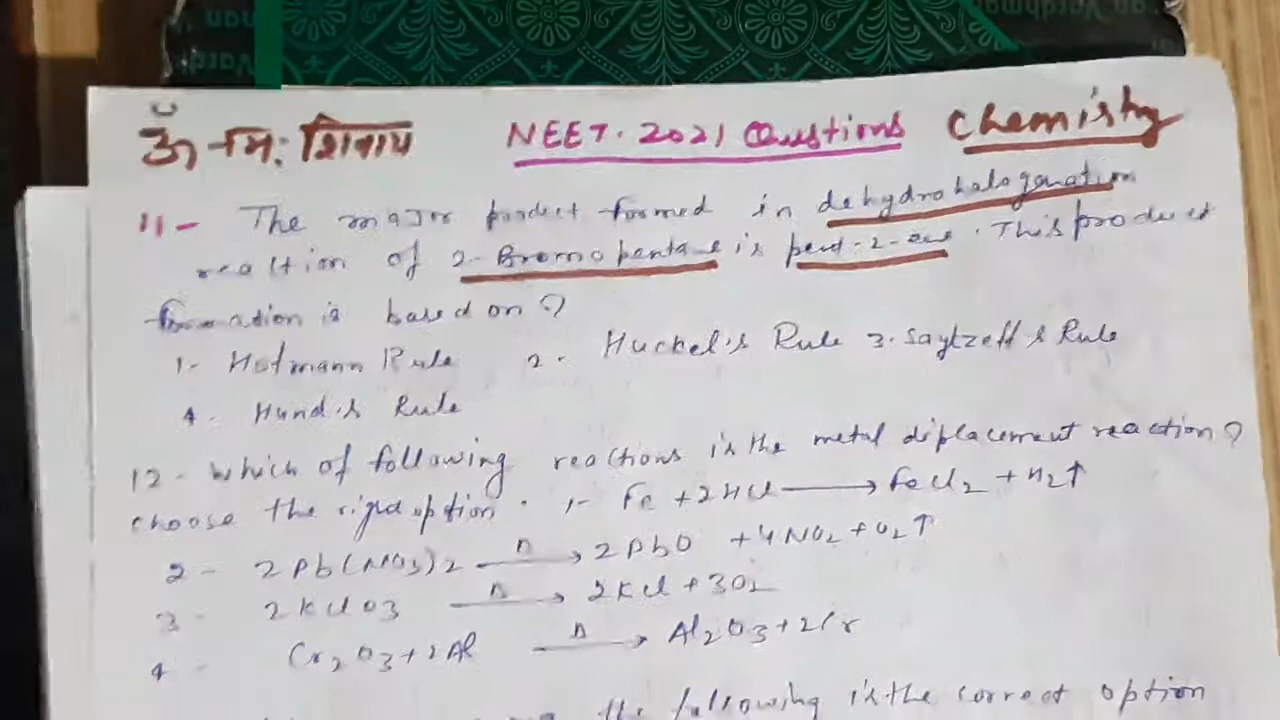 ॐ नमः शिवाय NEET. 2021 Questions Chemistry
11- The major product formed in dehydrohalogenation
reaction of 2-Bromopentane is pent-2-ene. This product
formation is based on?
1- Hofmann Rule 2- Huckel's Rule 3. Saytzeff's Rule
4- Hund's Rule
12- Which of following reactions is the metal displacement reaction?
choose the right option. 1- Fe + 2HCl ⟶ FeCl2 + H2↑
2- 2Pb(NO3)2 —Δ→ 2PbO + 4NO2 + O2↑
3- 2KClO3 —Δ→ 2KCl + 3O2
4- Cr2O3 + 2Al —Δ→ Al2O3 + 2Cr
the following is the correct option